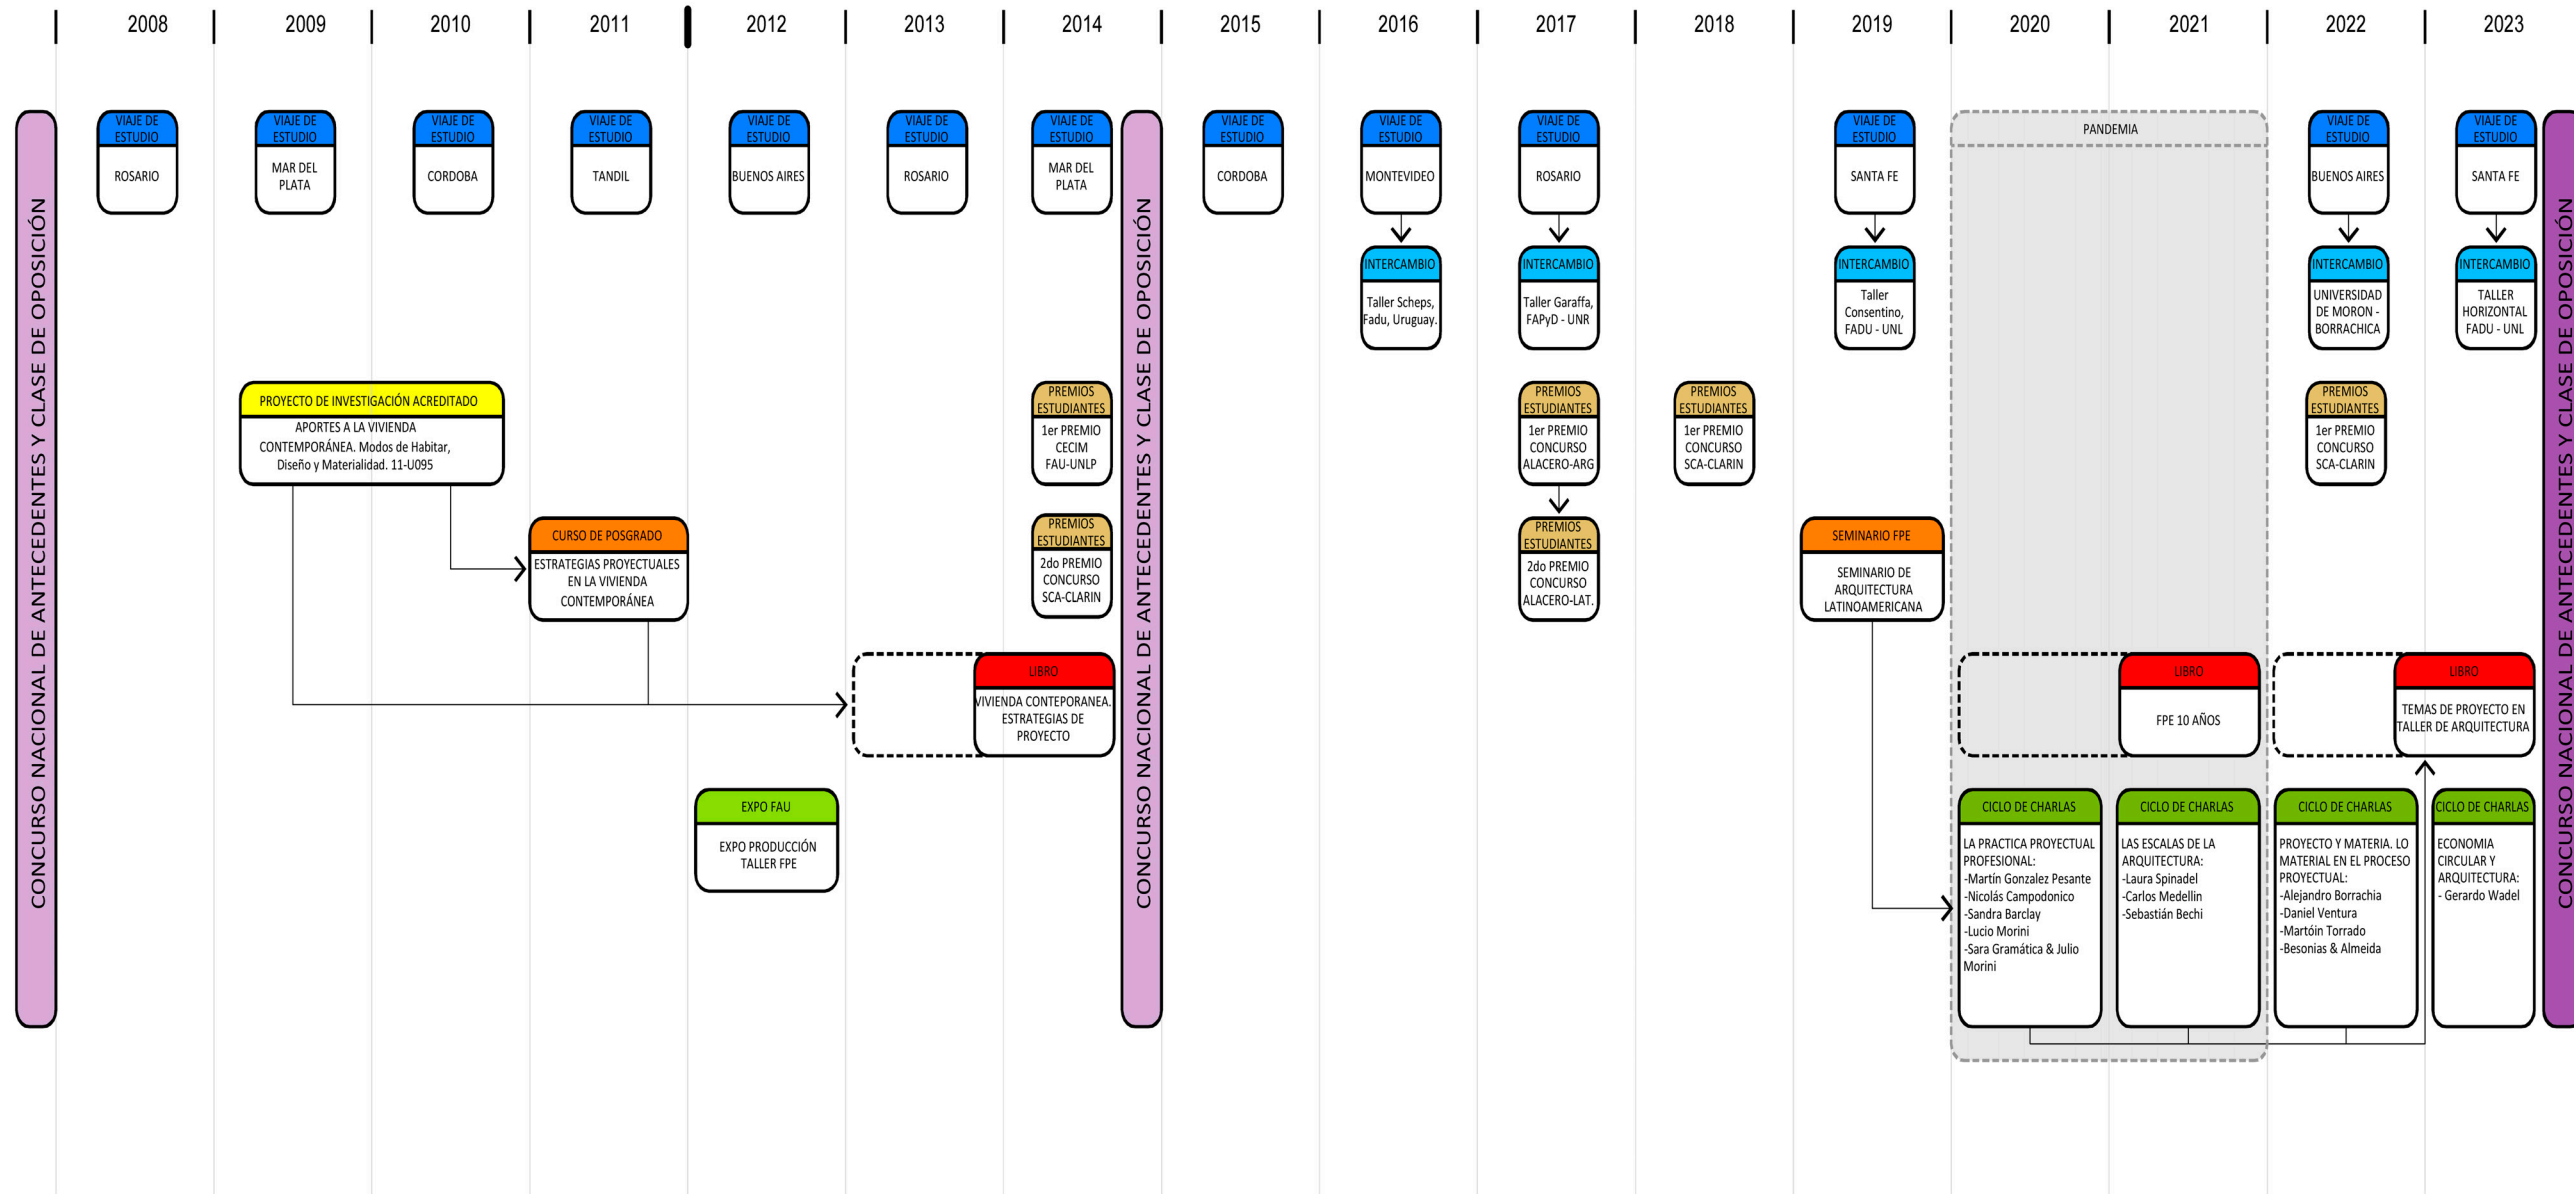 2008
2009
2010
2011
2012
2013
2014
2015
2016
2017
2018
2019
2020
2021
2022
2023
CONCURSO NACIONAL DE ANTECEDENTES Y CLASE DE OPOSICIÓN
VIAJE DE
ESTUDIO
ROSARIO
VIAJE DE
ESTUDIO
MAR DEL
PLATA
VIAJE DE
ESTUDIO
CORDOBA
VIAJE DE
ESTUDIO
TANDIL
VIAJE DE
ESTUDIO
BUENOS AIRES
VIAJE DE
ESTUDIO
ROSARIO
VIAJE DE
ESTUDIO
MAR DEL
PLATA
CONCURSO NACIONAL DE ANTECEDENTES Y CLASE DE OPOSICIÓN
VIAJE DE
ESTUDIO
CORDOBA
VIAJE DE
ESTUDIO
MONTEVIDEO
VIAJE DE
ESTUDIO
ROSARIO
VIAJE DE
ESTUDIO
SANTA FE
PANDEMIA
VIAJE DE
ESTUDIO
BUENOS AIRES
VIAJE DE
ESTUDIO
SANTA FE
CONCURSO NACIONAL DE ANTECEDENTES Y CLASE DE OPOSICIÓN
INTERCAMBIO
Taller Scheps,
Fadu, Uruguay.
INTERCAMBIO
Taller Garaffa,
FAPyD - UNR
INTERCAMBIO
Taller
Consentino,
FADU - UNL
INTERCAMBIO
UNIVERSIDAD
DE MORON -
BORRACHICA
INTERCAMBIO
TALLER
HORIZONTAL
FADU - UNL
PROYECTO DE INVESTIGACIÓN ACREDITADO
APORTES A LA VIVIENDA
CONTEMPORÁNEA. Modos de Habitar,
Diseño y Materialidad. 11-U095
PREMIOS
ESTUDIANTES
1er PREMIO
CECIM
FAU-UNLP
PREMIOS
ESTUDIANTES
1er PREMIO
CONCURSO
ALACERO-ARG
PREMIOS
ESTUDIANTES
1er PREMIO
CONCURSO
SCA-CLARIN
PREMIOS
ESTUDIANTES
1er PREMIO
CONCURSO
SCA-CLARIN
CURSO DE POSGRADO
ESTRATEGIAS PROYECTUALES
EN LA VIVIENDA
CONTEMPORÁNEA
PREMIOS
ESTUDIANTES
2do PREMIO
CONCURSO
SCA-CLARIN
PREMIOS
ESTUDIANTES
2do PREMIO
CONCURSO
ALACERO-LAT.
SEMINARIO FPE
SEMINARIO DE
ARQUITECTURA
LATINOAMERICANA
LIBRO
VIVIENDA CONTEPORANEA.
ESTRATEGIAS DE
PROYECTO
LIBRO
FPE 10 AÑOS
LIBRO
TEMAS DE PROYECTO EN
TALLER DE ARQUITECTURA
EXPO FAU
EXPO PRODUCCIÓN
TALLER FPE
CICLO DE CHARLAS
LA PRACTICA PROYECTUAL
PROFESIONAL:
-Martín Gonzalez Pesante
-Nicolás Campodonico
-Sandra Barclay
-Lucio Morini
-Sara Gramática & Julio
Morini
CICLO DE CHARLAS
LAS ESCALAS DE LA
ARQUITECTURA:
-Laura Spinadel
-Carlos Medellin
-Sebastián Bechi
CICLO DE CHARLAS
PROYECTO Y MATERIA. LO
MATERIAL EN EL PROCESO
PROYECTUAL:
-Alejandro Borrachia
-Daniel Ventura
-Martóin Torrado
-Besonias & Almeida
CICLO DE CHARLAS
ECONOMIA
CIRCULAR Y
ARQUITECTURA:
- Gerardo Wadel